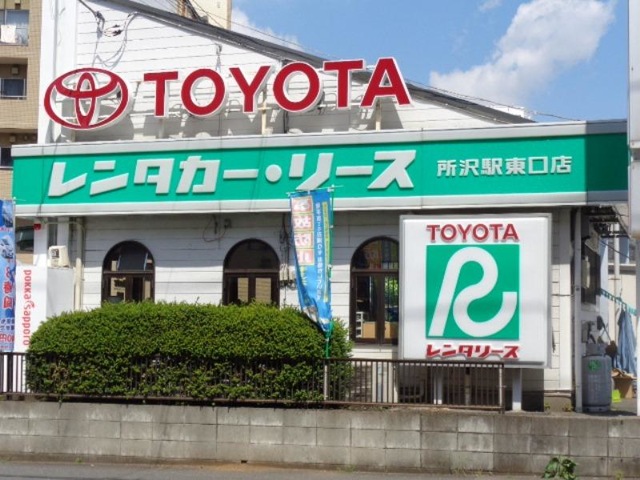 TOYOTA
レンタカー・リース 所沢駅東口店
TOYOTA
R
レンタリース
pokka sapporo